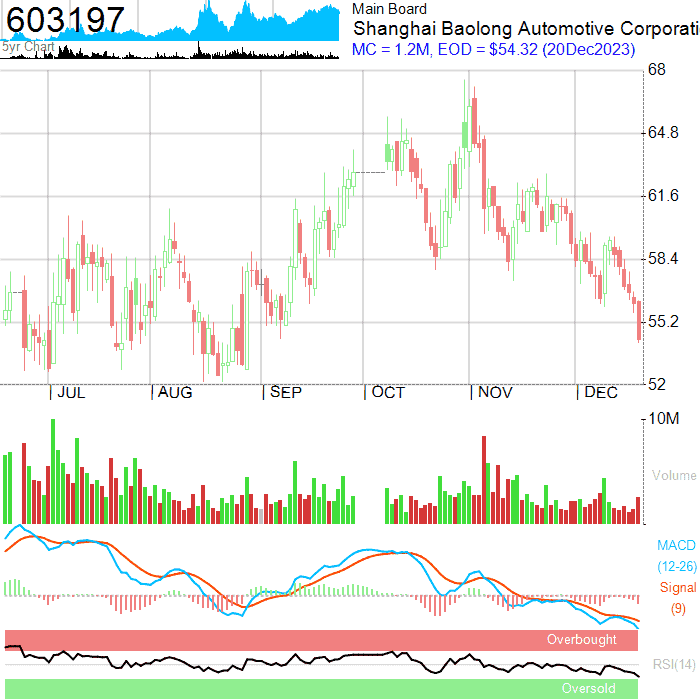 603197
5yr Chart
Main Board
Shanghai Baolong Automotive Corporati
MC = 1.2M, EOD = $54.32 (20Dec2023)
68
64.8
61.6
58.4
55.2
52
JUL AUG SEP OCT NOV DEC
10M
Volume
MACD
(12-26)
Signal
(9)
Overbought
RSI(14)
Oversold